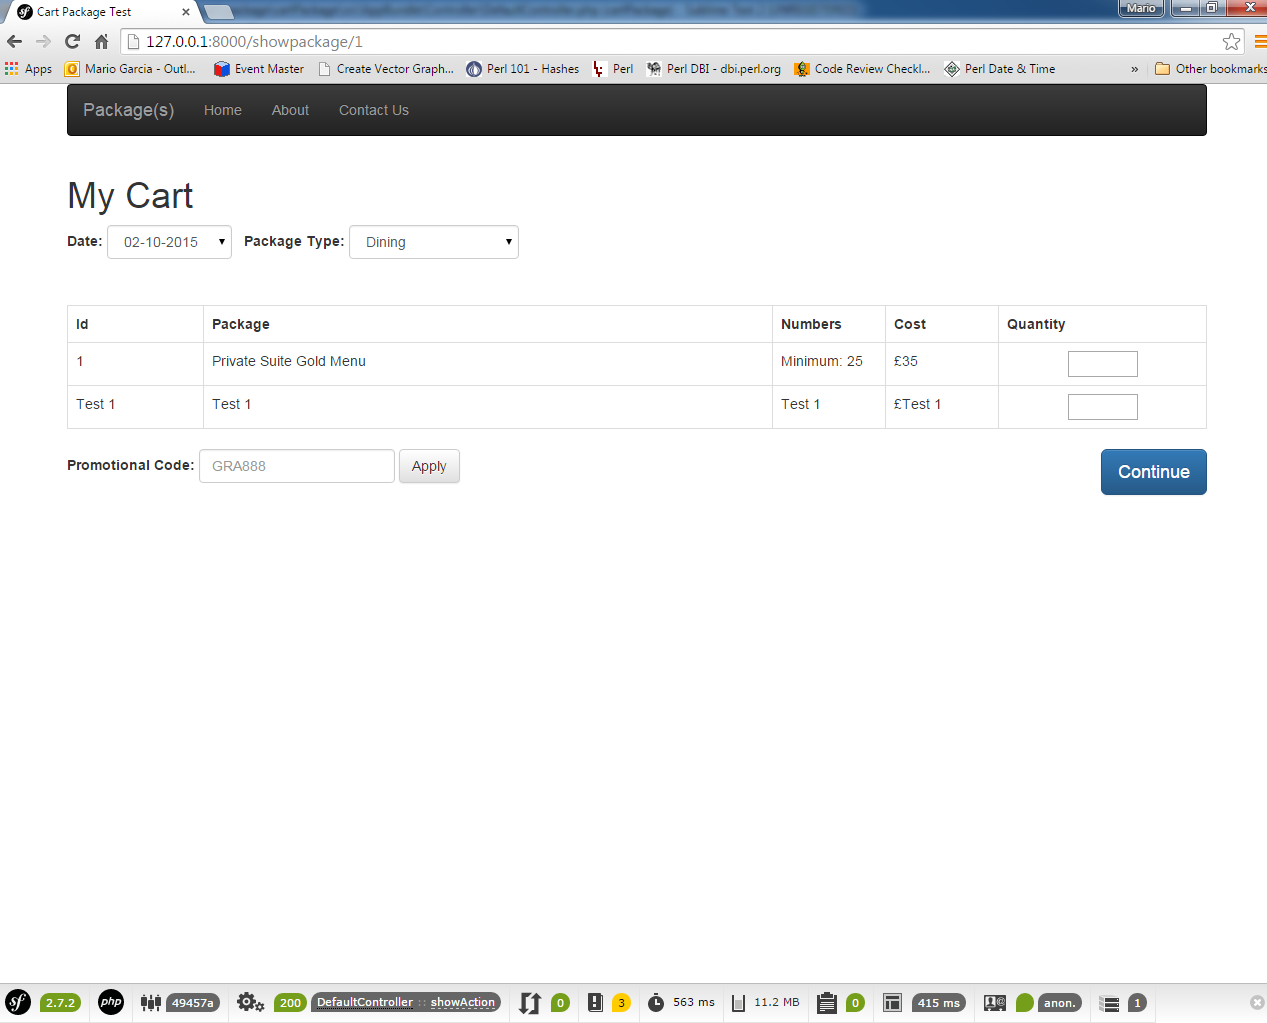 Cart Package Test
Mario
127.0.0.1:8000/showpackage/1
Apps Mario Garcia - Outl... Event Master Create Vector Graph... Perl 101 - Hashes Perl Perl DBI - dbi.perl.org Code Review Checkl... Perl Date & Time » Other bookmarks
Package(s) Home About Contact Us
My Cart
Date: 02-10-2015 Package Type: Dining
Id Package Numbers Cost Quantity
1 Private Suite Gold Menu Minimum: 25 £35
Test 1 Test 1 Test 1 £Test 1
Promotional Code: GRA888 Apply Continue
sf 2.7.2 php 49457a 200 DefaultController :: showAction 0 3 563 ms 11.2 MB 0 415 ms anon. 1